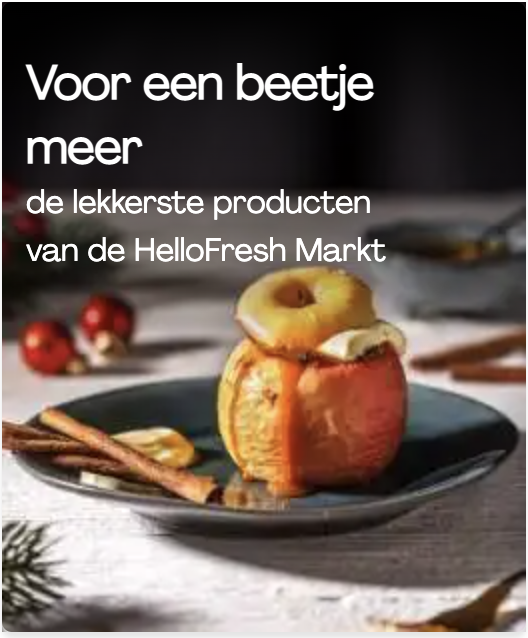 Voor een beetje
meer
de lekkerste producten
van de HelloFresh Markt